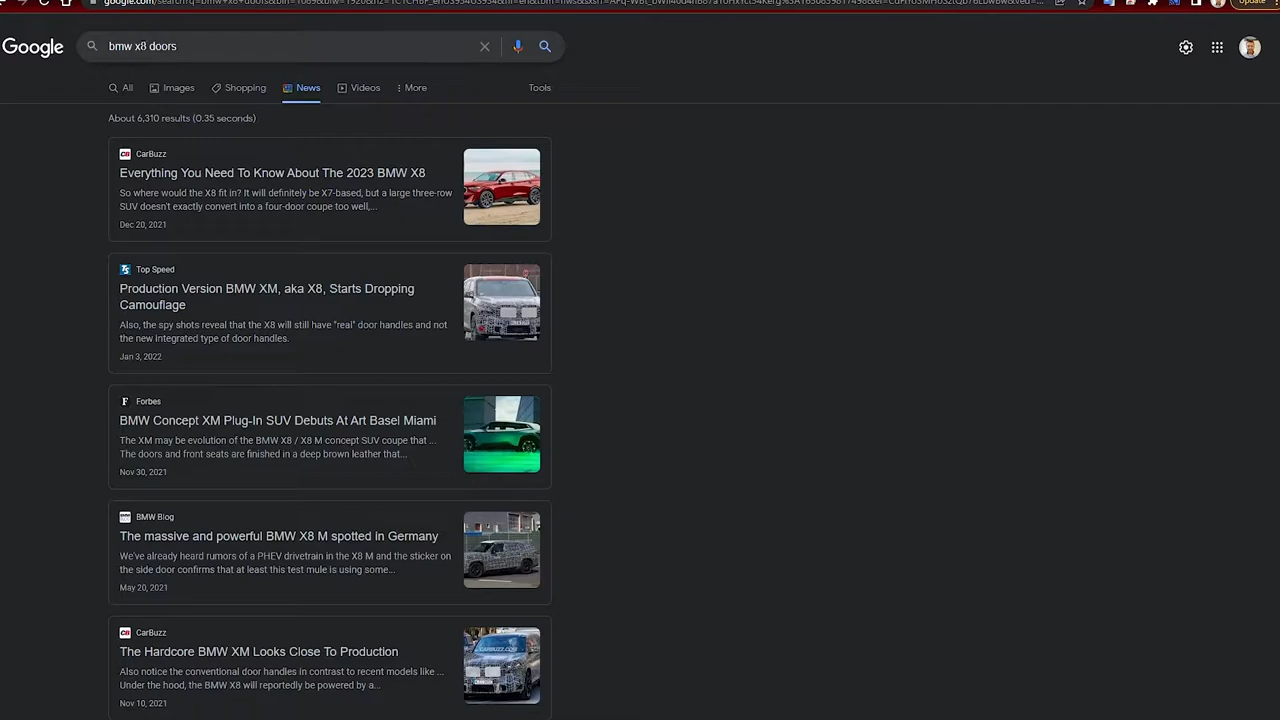 Update
Google
bmw x8 doors
All
Images
Shopping
News
Videos
More
Tools
About 6,310 results (0.35 seconds)
CarBuzz
Everything You Need To Know About The 2023 BMW X8
So where would the X8 fit in? It will definitely be X7-based, but a large three-row
SUV doesn't exactly convert into a four-door coupe too well,...
Dec 20, 2021
Top Speed
Production Version BMW XM, aka X8, Starts Dropping
Camouflage
Also, the spy shots reveal that the X8 will still have "real" door handles and not
the new integrated type of door handles.
Jan 3, 2022
Forbes
BMW Concept XM Plug-In SUV Debuts At Art Basel Miami
The XM may be evolution of the BMW X8 / X8 M concept SUV coupe that ...
The doors and front seats are finished in a deep brown leather that...
Nov 30, 2021
BMW Blog
The massive and powerful BMW X8 M spotted in Germany
We've already heard rumors of a PHEV drivetrain in the X8 M and the sticker on
the side door confirms that at least this test mule is using some...
May 20, 2021
CarBuzz
The Hardcore BMW XM Looks Close To Production
CARBUZZ.COM
Also notice the conventional door handles in contrast to recent models like ...
Under the hood, the BMW X8 will reportedly be powered by a...
Nov 10, 2021